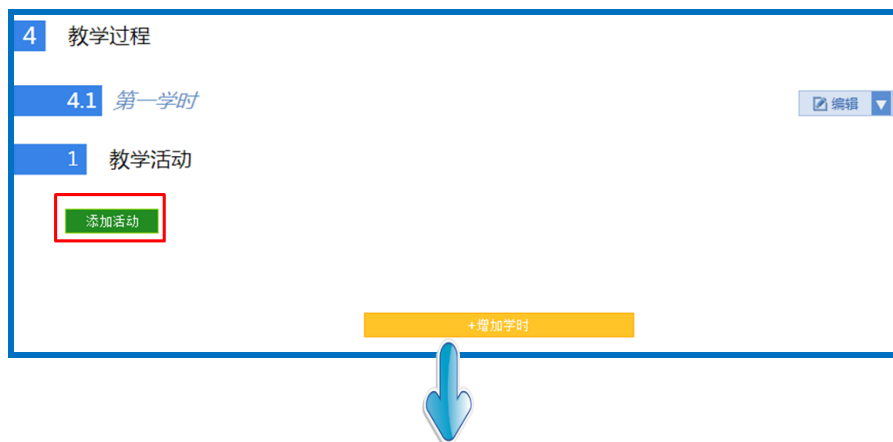 4 教学过程
4.1 第一学时
编辑
1 教学活动
添加活动
+增加学时